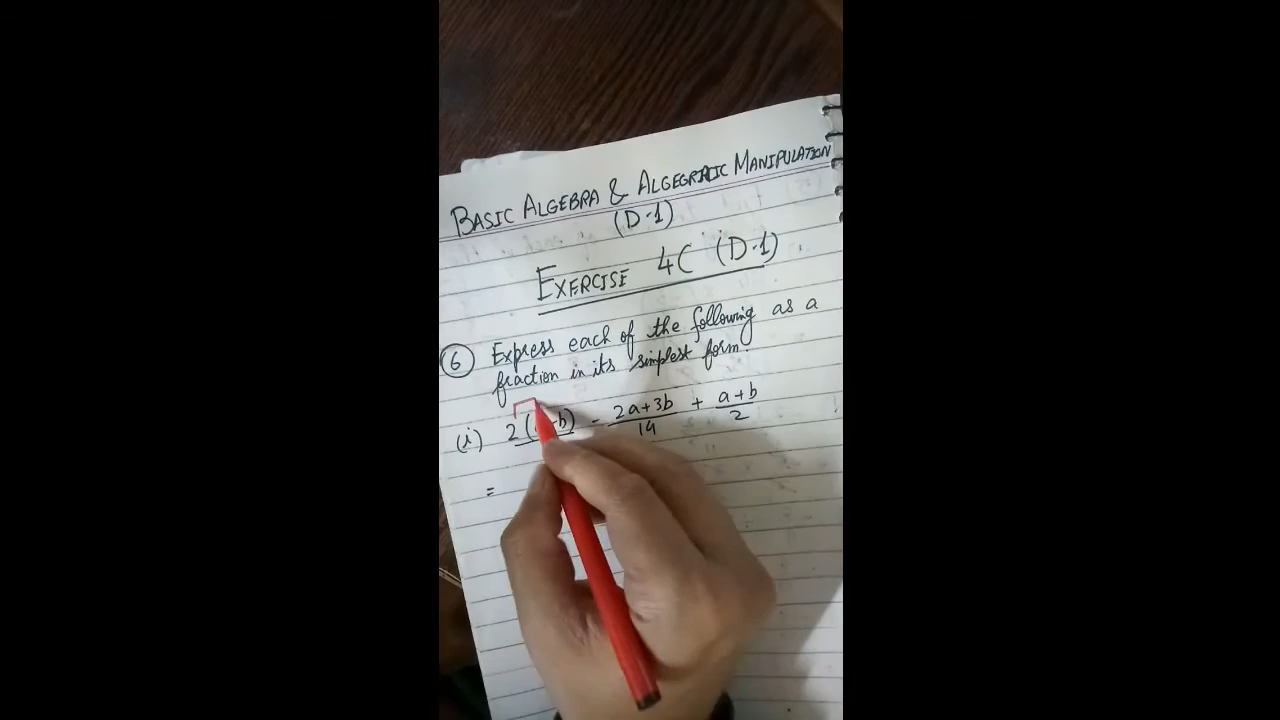 BASIC ALGEBRA & ALGEGRAIC MANIPULATION
(D-1)
EXERCISE 4C (D-1)
6 Express each of the following as a
fraction in its simplest form.
(i) 2( -b) - 2a+3b/14 + a+b/2
=